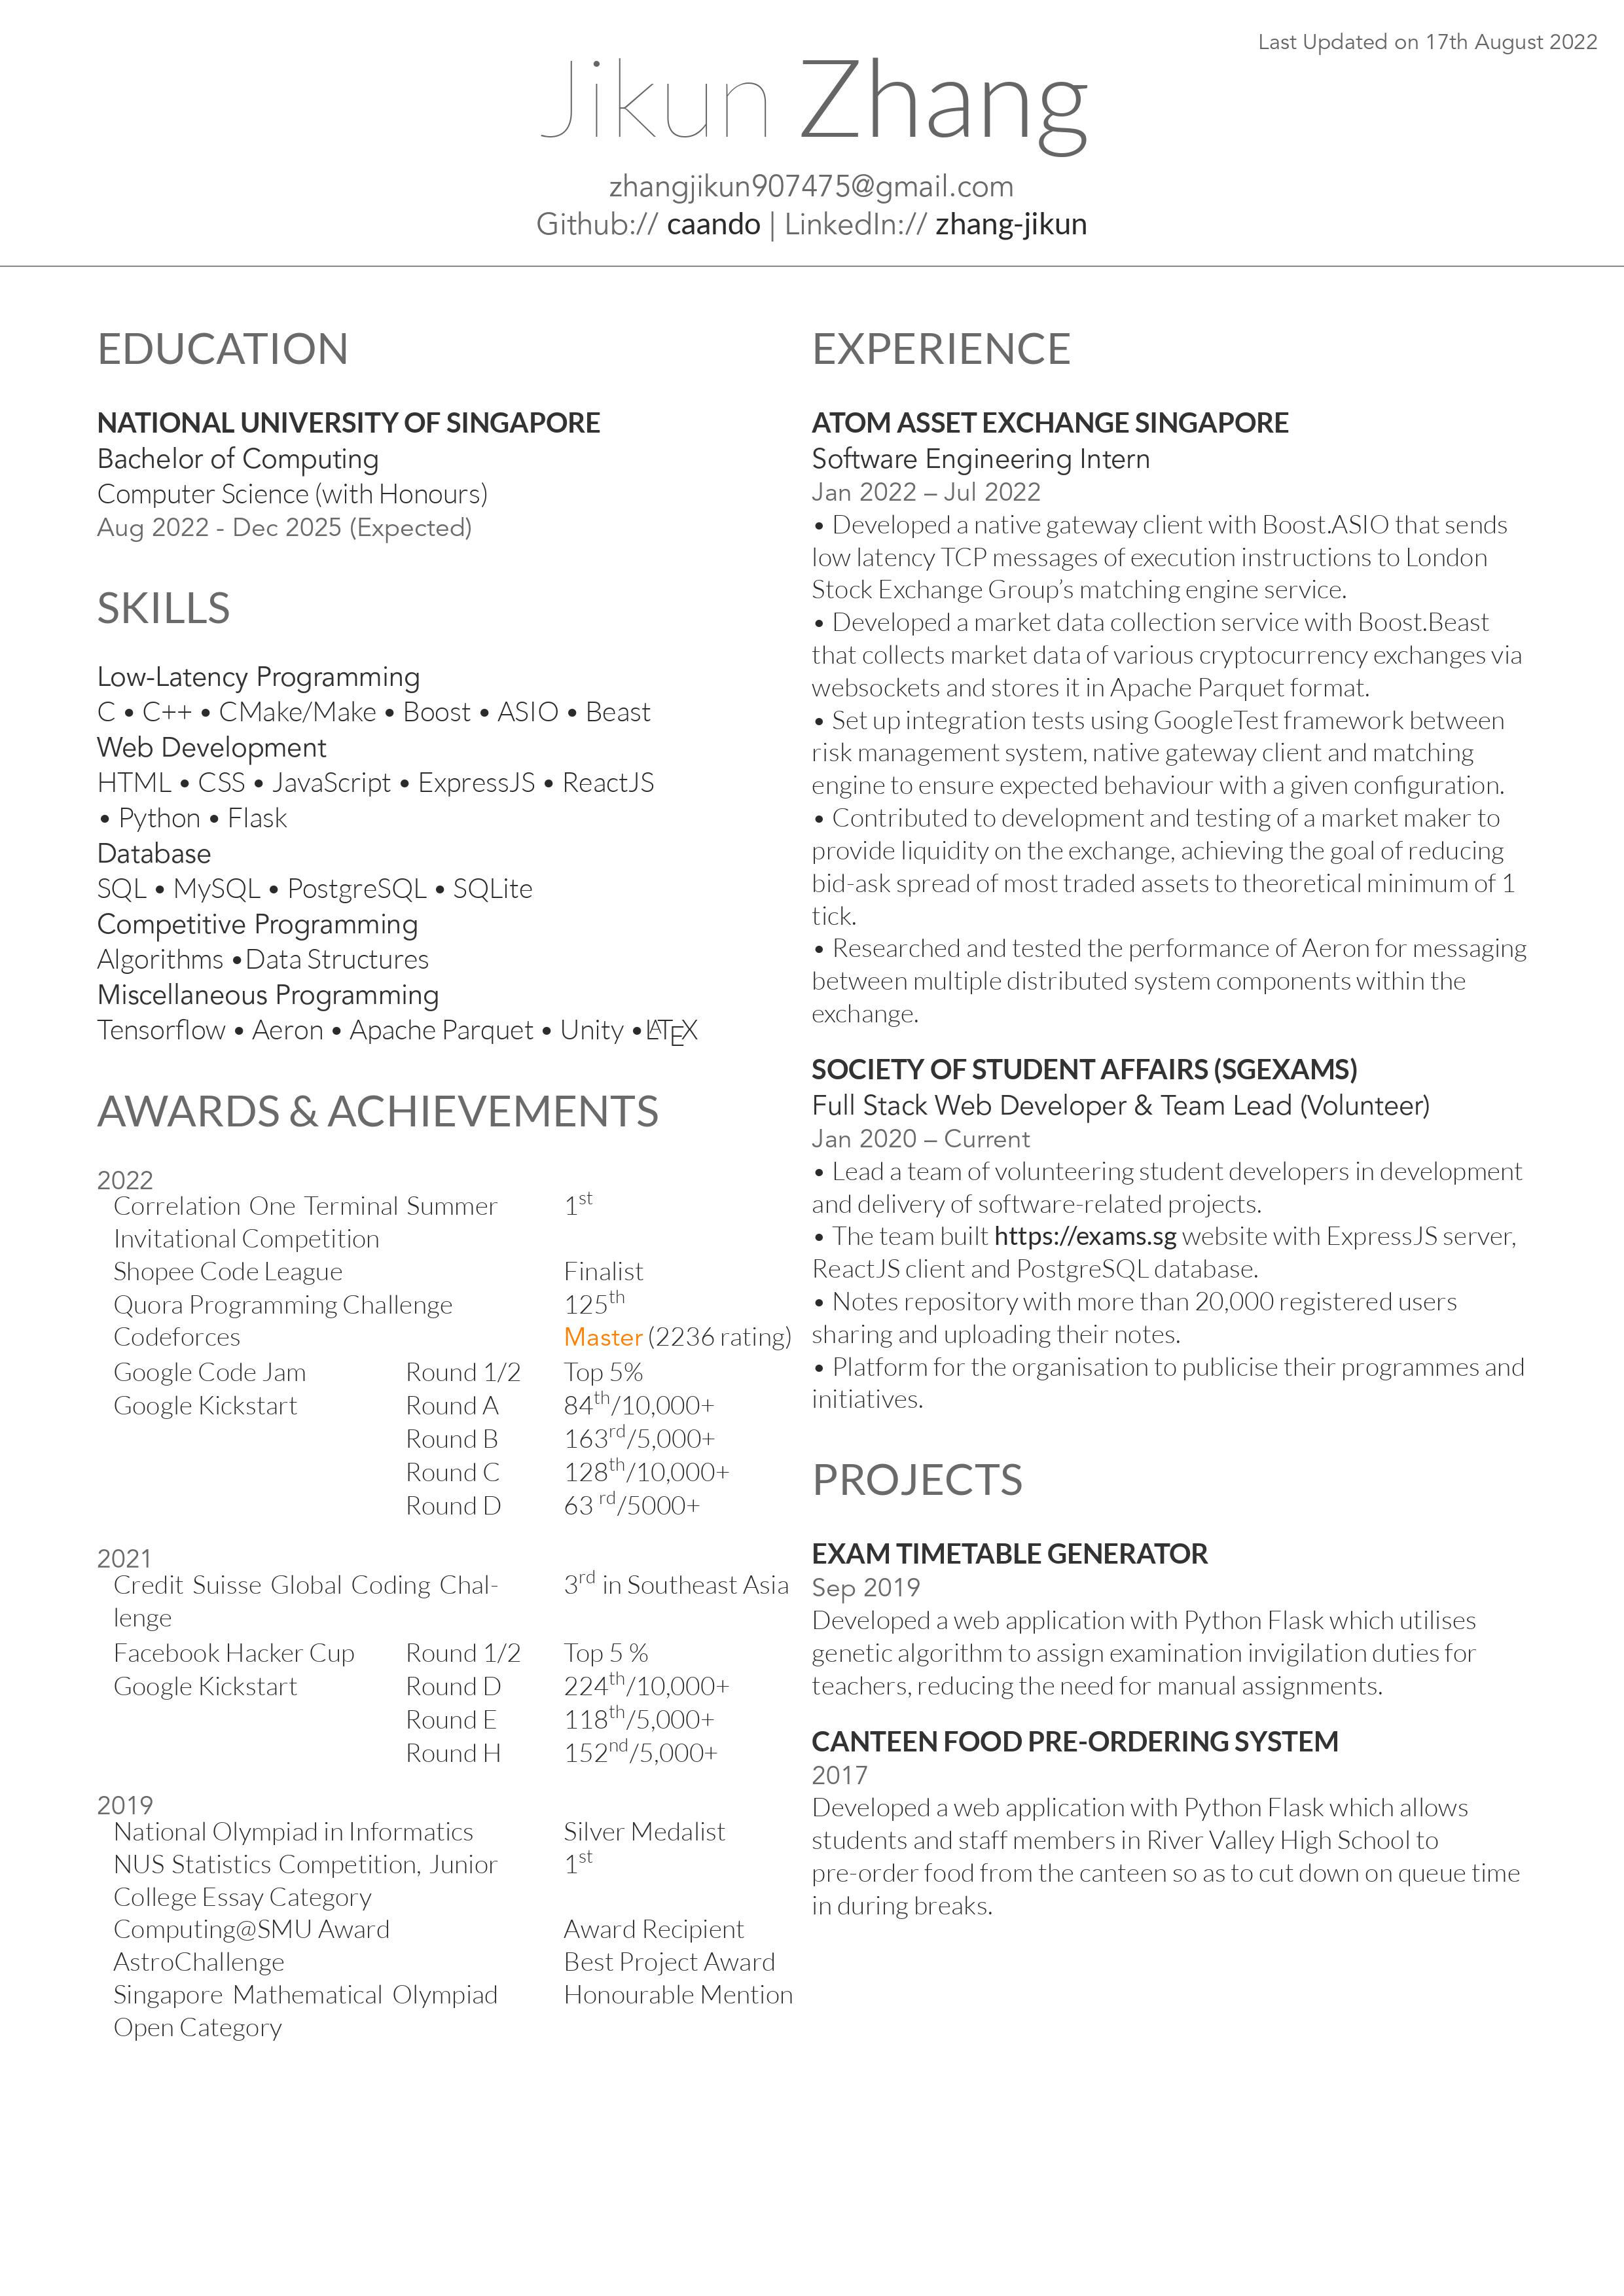 Last Updated on 17th August 2022
Jikun Zhang
zhangjikun907475@gmail.com
Github:// caando | LinkedIn:// zhang-jikun
EDUCATION
NATIONAL UNIVERSITY OF SINGAPORE
Bachelor of Computing
Computer Science (with Honours)
Aug 2022 - Dec 2025 (Expected)
SKILLS
Low-Latency Programming
C • C++ • CMake/Make • Boost • ASIO • Beast
Web Development
HTML • CSS • JavaScript • ExpressJS • ReactJS
• Python • Flask
Database
SQL • MySQL • PostgreSQL • SQLite
Competitive Programming
Algorithms •Data Structures
Miscellaneous Programming
Tensorflow • Aeron • Apache Parquet • Unity •LATEX
AWARDS & ACHIEVEMENTS
2022
Correlation One Terminal Summer 1st
Invitational Competition
Shopee Code League Finalist
Quora Programming Challenge 125th
Codeforces Master (2236 rating)
Google Code Jam Round 1/2 Top 5%
Google Kickstart Round A 84th/10,000+
Round B 163rd/5,000+
Round C 128th/10,000+
Round D 63 rd/5000+
2021
Credit Suisse Global Coding Chal- 3rd in Southeast Asia
lenge
Facebook Hacker Cup Round 1/2 Top 5 %
Google Kickstart Round D 224th/10,000+
Round E 118th/5,000+
Round H 152nd/5,000+
2019
National Olympiad in Informatics Silver Medalist
NUS Statistics Competition, Junior 1st
College Essay Category
Computing@SMU Award Award Recipient
AstroChallenge Best Project Award
Singapore Mathematical Olympiad Honourable Mention
Open Category
EXPERIENCE
ATOM ASSET EXCHANGE SINGAPORE
Software Engineering Intern
Jan 2022 – Jul 2022
• Developed a native gateway client with Boost.ASIO that sends
low latency TCP messages of execution instructions to London
Stock Exchange Group’s matching engine service.
• Developed a market data collection service with Boost.Beast
that collects market data of various cryptocurrency exchanges via
websockets and stores it in Apache Parquet format.
• Set up integration tests using GoogleTest framework between
risk management system, native gateway client and matching
engine to ensure expected behaviour with a given configuration.
• Contributed to development and testing of a market maker to
provide liquidity on the exchange, achieving the goal of reducing
bid-ask spread of most traded assets to theoretical minimum of 1
tick.
• Researched and tested the performance of Aeron for messaging
between multiple distributed system components within the
exchange.
SOCIETY OF STUDENT AFFAIRS (SGEXAMS)
Full Stack Web Developer & Team Lead (Volunteer)
Jan 2020 – Current
• Lead a team of volunteering student developers in development
and delivery of software-related projects.
• The team built https://exams.sg website with ExpressJS server,
ReactJS client and PostgreSQL database.
• Notes repository with more than 20,000 registered users
sharing and uploading their notes.
• Platform for the organisation to publicise their programmes and
initiatives.
PROJECTS
EXAM TIMETABLE GENERATOR
Sep 2019
Developed a web application with Python Flask which utilises
genetic algorithm to assign examination invigilation duties for
teachers, reducing the need for manual assignments.
CANTEEN FOOD PRE-ORDERING SYSTEM
2017
Developed a web application with Python Flask which allows
students and staff members in River Valley High School to
pre-order food from the canteen so as to cut down on queue time
in during breaks.